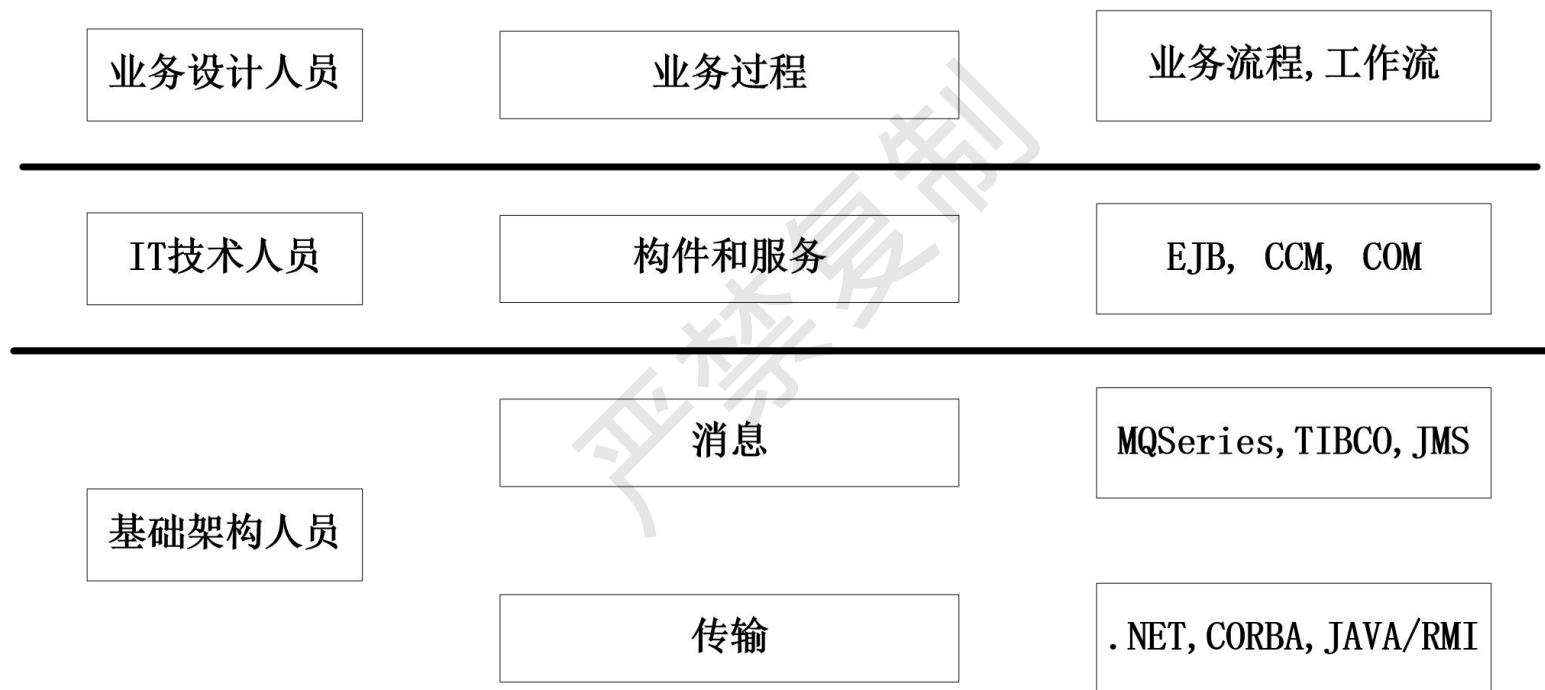 业务设计人员
业务过程
业务流程,工作流
IT技术人员
构件和服务
EJB, CCM, COM
消息
MQSeries,TIBCO,JMS
基础架构人员
传输
.NET,CORBA,JAVA/RMI
严禁复制